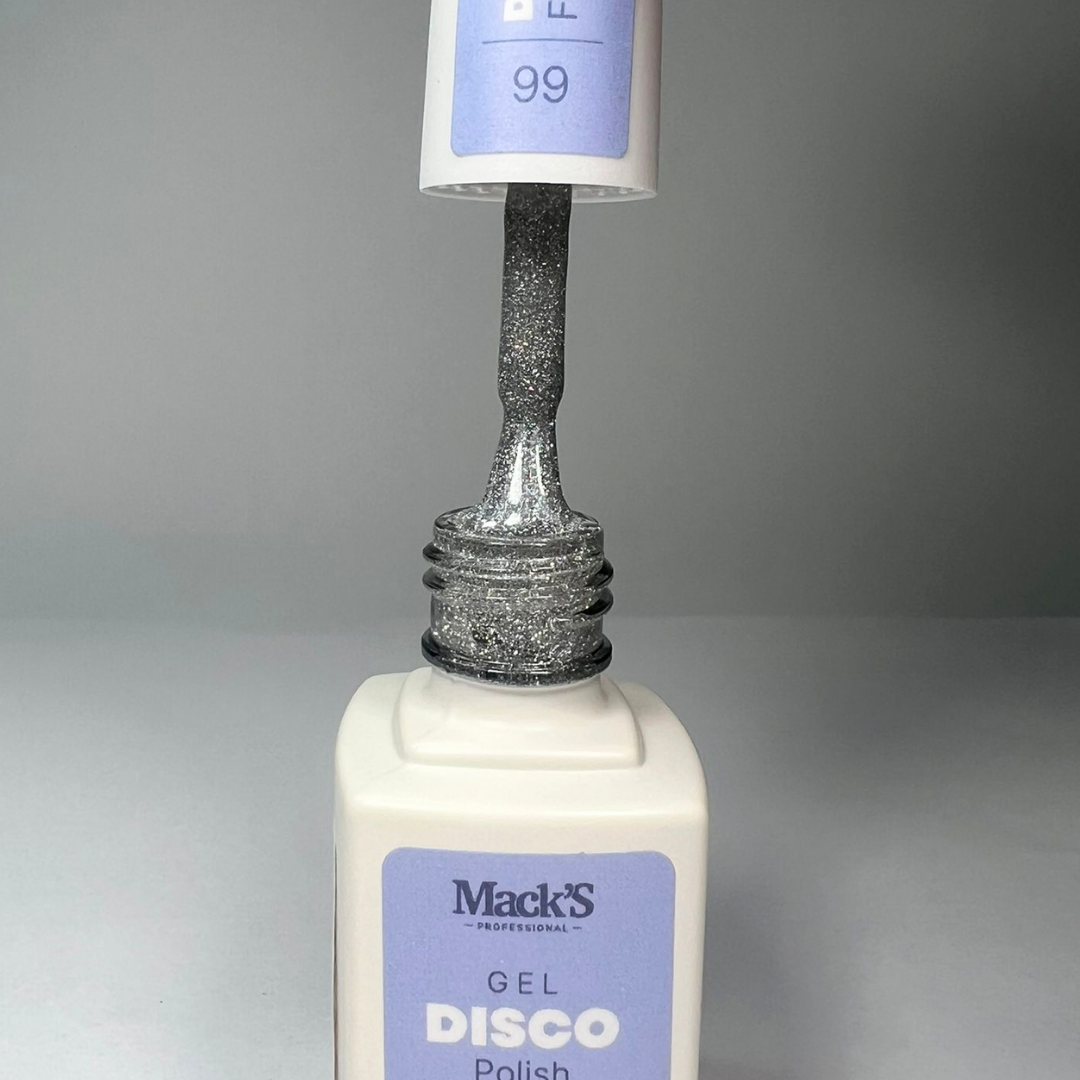 99
Mack'S
PROFESSIONAL
GEL
DISCO
Polish